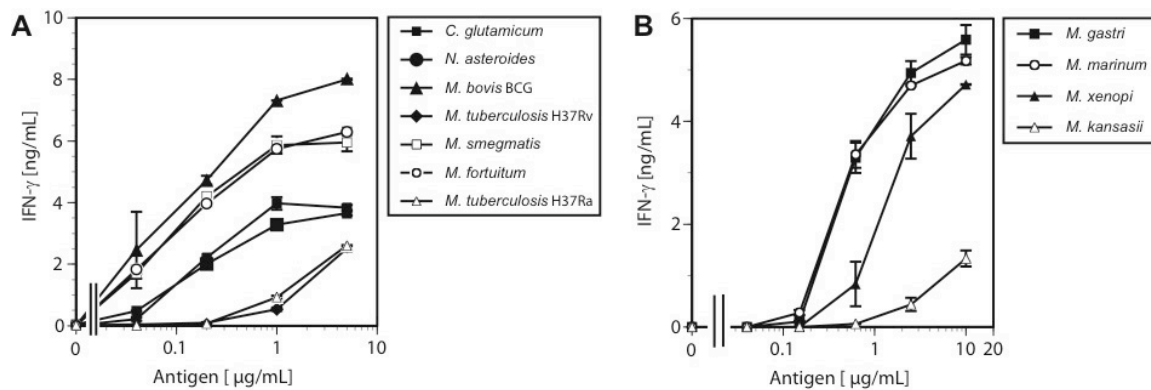 A
10
8
6
4
2
0
IFN-γ [ng/mL]
0
0.1
1
10
Antigen [ µg/mL]
C. glutamicum
N. asteroides
M. bovis BCG
M. tuberculosis H37Rv
M. smegmatis
M. fortuitum
M. tuberculosis H37Ra
B
6
4
2
0
IFN-γ [ng/mL]
0
0.1
1
10 20
Antigen [ µg/mL]
M. gastri
M. marinum
M. xenopi
M. kansasii